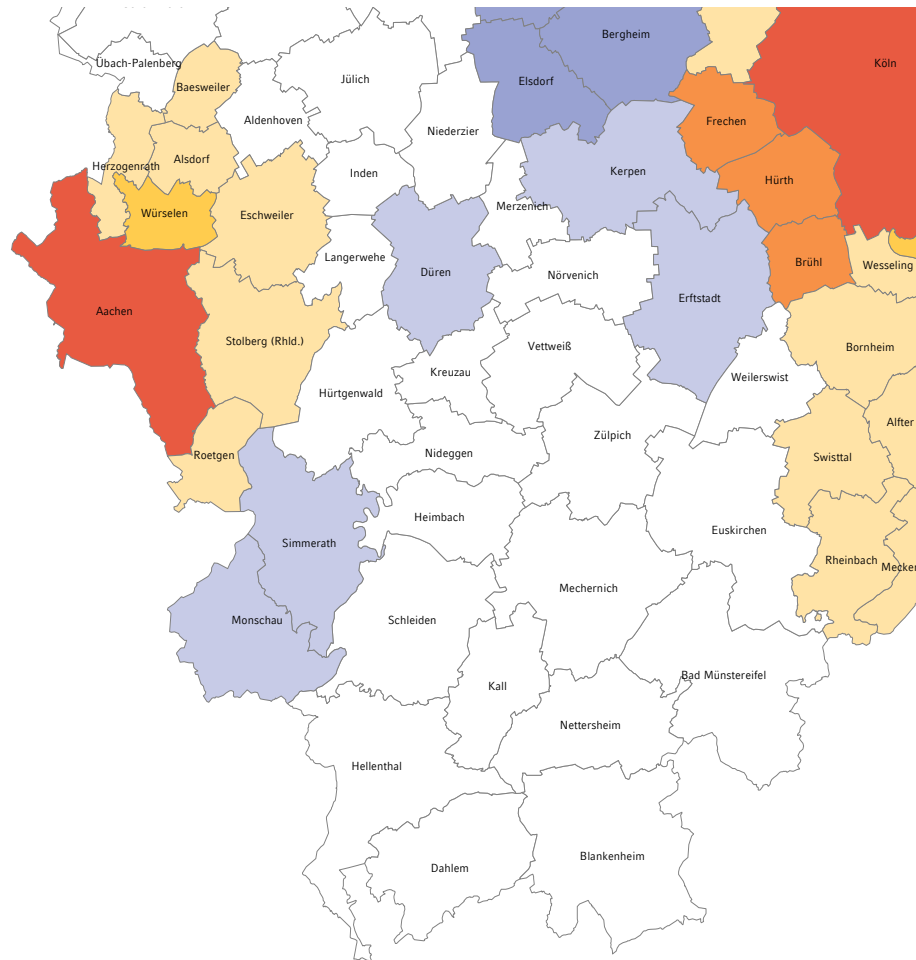 Bergheim
Übach-Palenberg
Köln
Jülich
Elsdorf
Baesweiler
Aldenhoven
Frechen
Niederzier
Herzogenrath
Alsdorf
Inden
Kerpen
Hürth
Würselen
Eschweiler
Merzenich
Langerwehe
Düren
Nörvenich
Brühl
Wesseling
Erftstadt
Aachen
Stolberg (Rhld.)
Vettweiß
Bornheim
Kreuzau
Weilerswist
Hürtgenwald
Alfter
Zülpich
Nideggen
Roetgen
Swisttal
Heimbach
Euskirchen
Simmerath
Rheinbach
Mecken
Mechernich
Schleiden
Monschau
Bad Münstereifel
Kall
Nettersheim
Hellenthal
Blankenheim
Dahlem